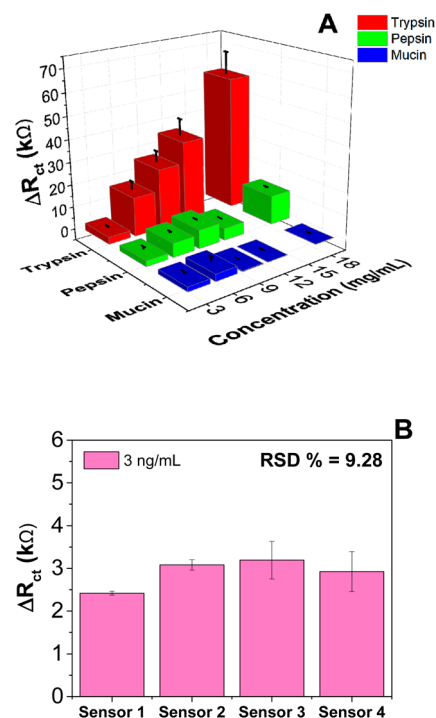 A
Trypsin
Pepsin
Mucin
ΔRct (kΩ)
70
60
50
40
30
20
10
0
Trypsin
Pepsin
Mucin
3
6
9
12
15
18
Concentration (mg/mL)
B
3 ng/mL
RSD % = 9.28
ΔRct (kΩ)
6
5
4
3
2
1
0
Sensor 1 Sensor 2 Sensor 3 Sensor 4